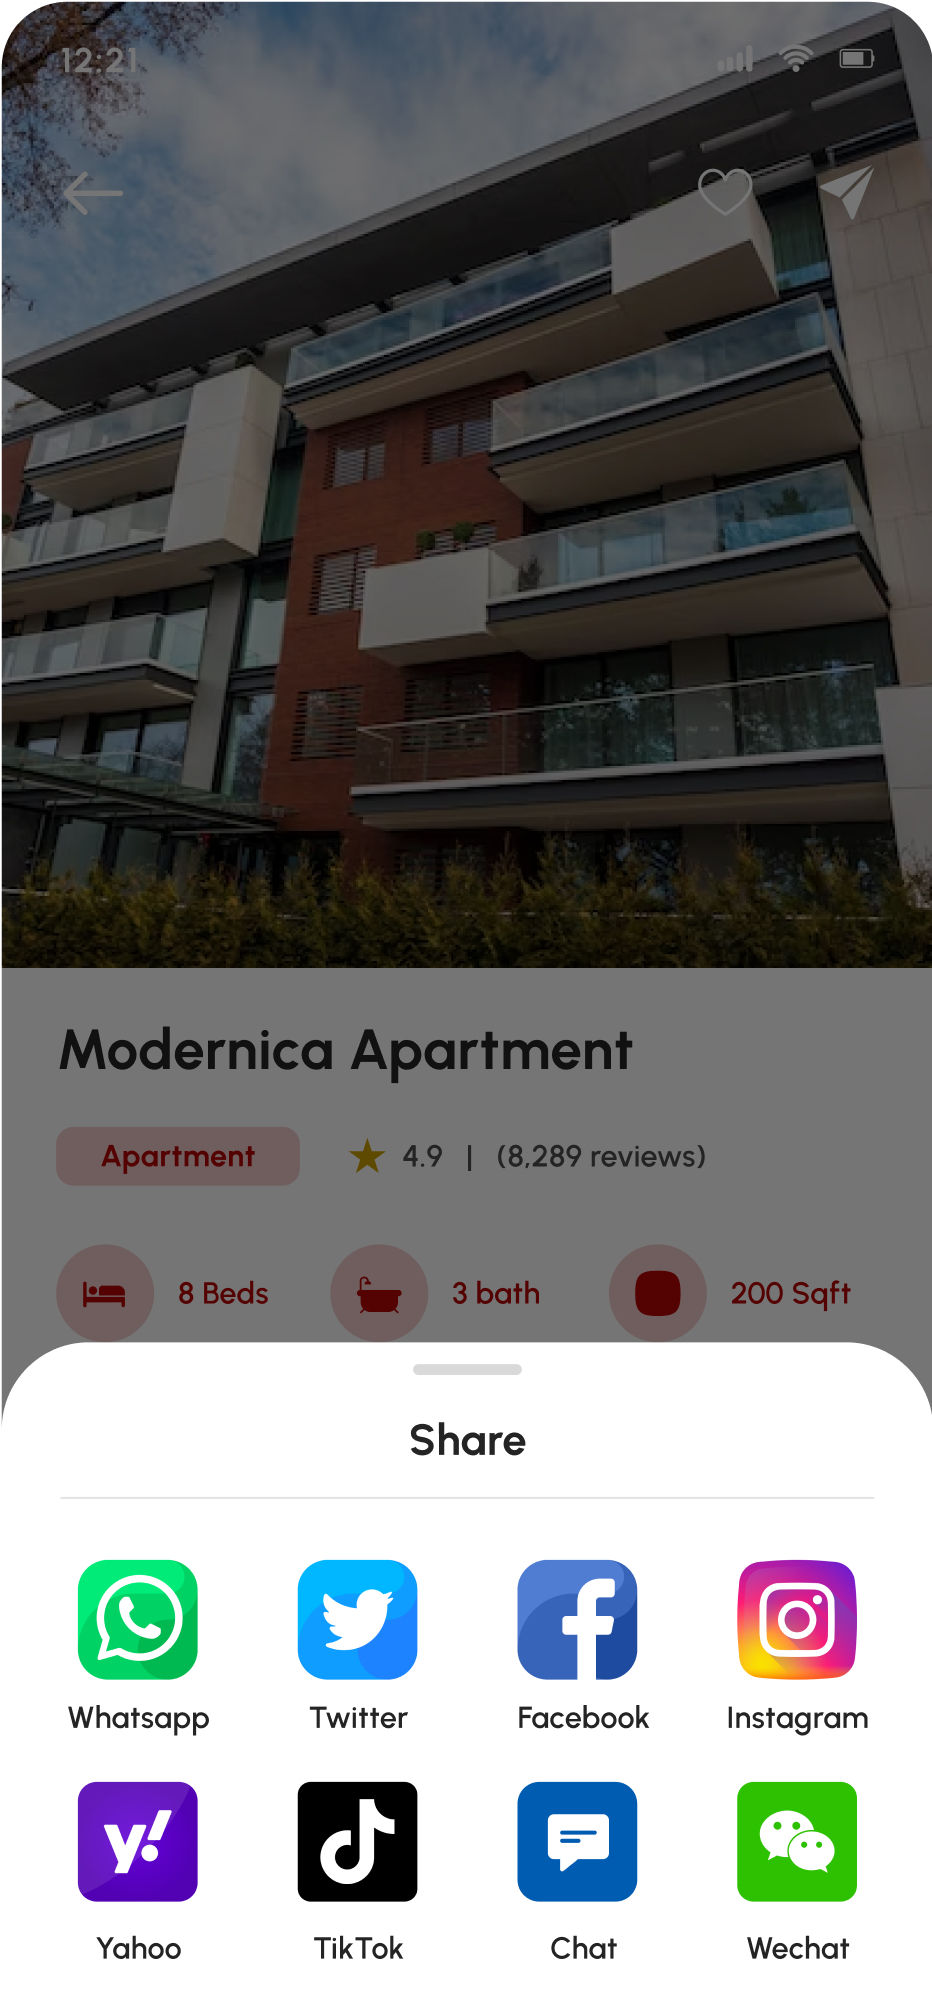 12:21
Modernica Apartment
Apartment 4.9 | (8,289 reviews)
8 Beds 3 bath 200 Sqft
Share
Whatsapp Twitter Facebook Instagram
Yahoo TikTok Chat Wechat